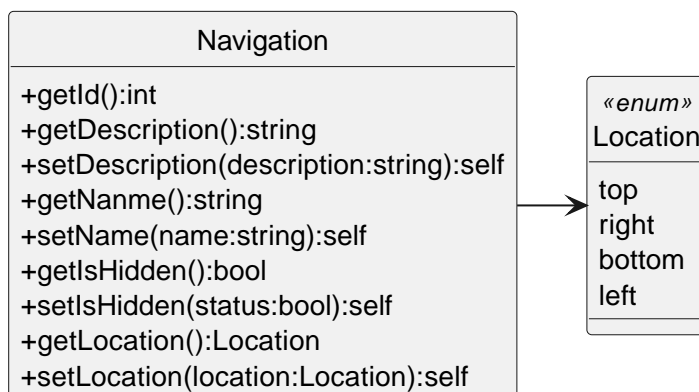 Navigation
+getId():int
+getDescription():string
+setDescription(description:string):self
+getNanme():string
+setName(name:string):self
+getIsHidden():bool
+setIsHidden(status:bool):self
+getLocation():Location
+setLocation(location:Location):self
«enum»
Location
top
right
bottom
left